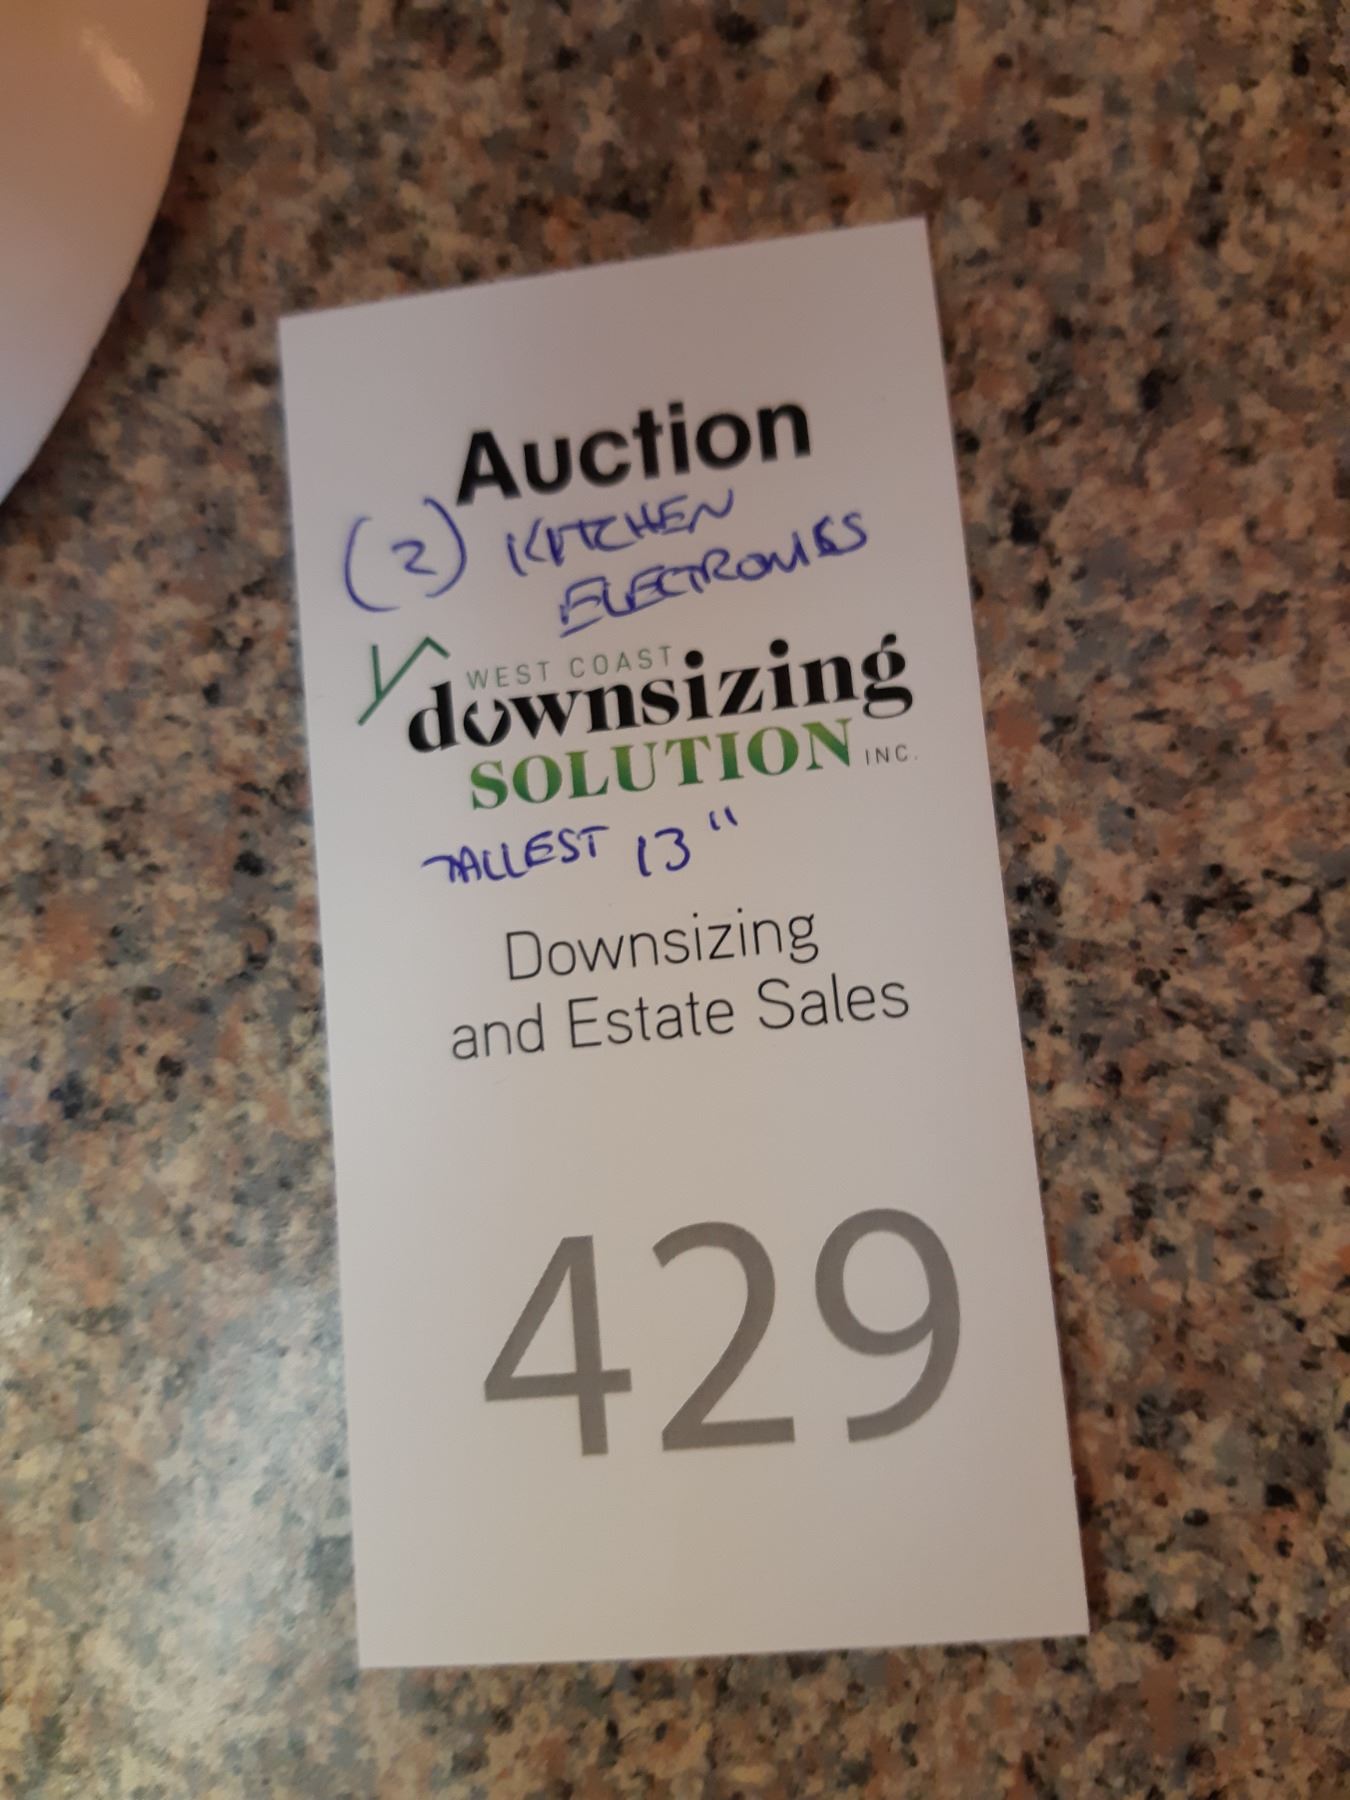 Auction
(2) KITCHEN
ELECTRONICS
WEST COAST
downsizing
SOLUTION INC.
TALLEST 13"
Downsizing
and Estate Sales
429